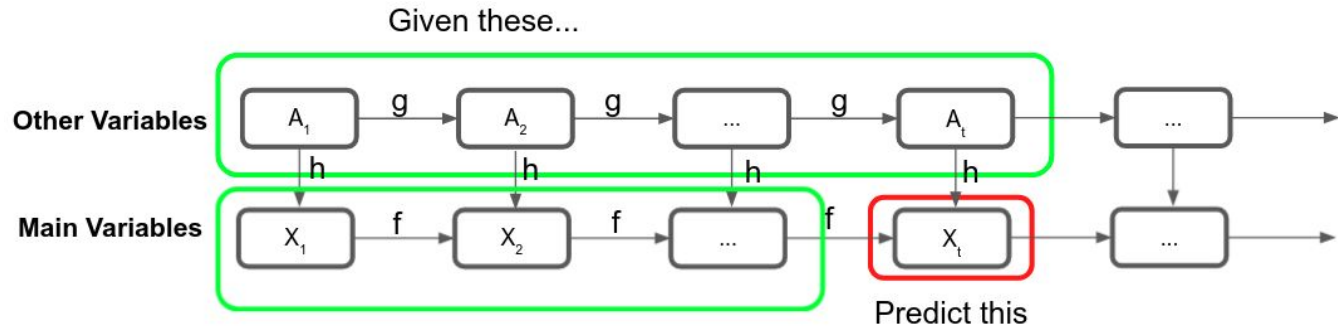 Given these...
Other Variables
A₁ g A₂ g ... g Aₜ ...
h h h h
Main Variables
X₁ f X₂ f ... f Xₜ ...
Predict this